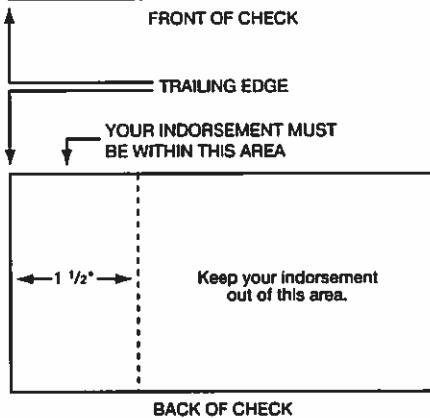 FRONT OF CHECK
TRAILING EDGE
YOUR INDORSEMENT MUST
BE WITHIN THIS AREA
1 1/2"
Keep your indorsement
out of this area.
BACK OF CHECK